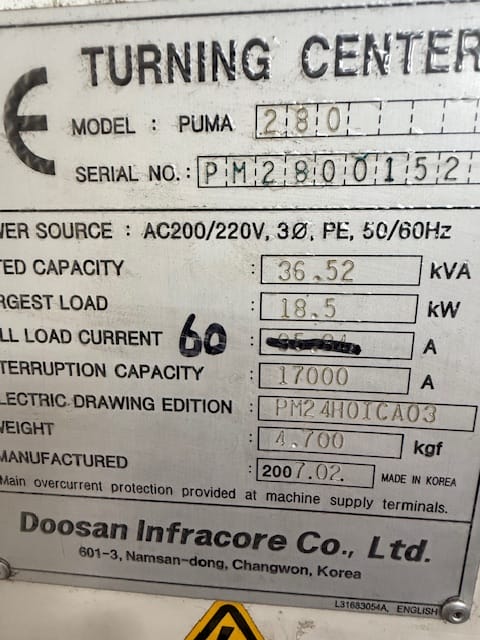 CE TURNING CENTER
MODEL : PUMA 280
SERIAL NO. : PM2800152
WER SOURCE : AC200/220V, 3Ø, PE, 50/60Hz
TED CAPACITY : 36.52 kVA
RGEST LOAD : 18.5 kW
LL LOAD CURRENT 60 : A
TERRUPTION CAPACITY : 17000 A
LECTRIC DRAWING EDITION : PM24H0ICA03
WEIGHT : 4.700 kgf
MANUFACTURED : 2007.02. MADE IN KOREA
Main overcurrent protection provided at machine supply terminals.
Doosan Infracore Co., Ltd.
601-3, Namsan-dong, Changwon, Korea
L31683054A, ENGLISH